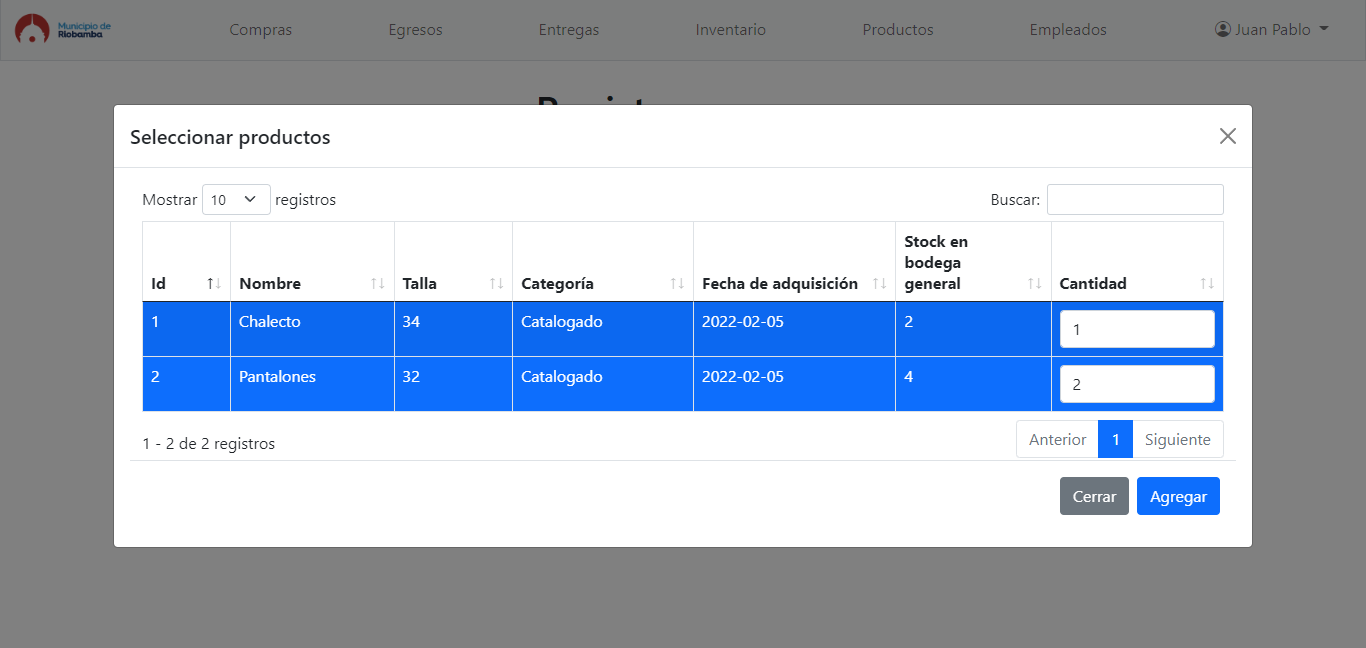 Municipio de
Riobamba
Compras Egresos Entregas Inventario Productos Empleados Juan Pablo
Seleccionar productos
Mostrar 10 registros Buscar:
Id Nombre Talla Categoría Fecha de adquisición Stock en bodega general Cantidad
1 Chalecto 34 Catalogado 2022-02-05 2 1
2 Pantalones 32 Catalogado 2022-02-05 4 2
1 - 2 de 2 registros Anterior 1 Siguiente
Cerrar Agregar